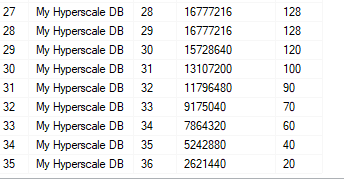 27 My Hyperscale DB 28 16777216 128
28 My Hyperscale DB 29 16777216 128
29 My Hyperscale DB 30 15728640 120
30 My Hyperscale DB 31 13107200 100
31 My Hyperscale DB 32 11796480 90
32 My Hyperscale DB 33 9175040 70
33 My Hyperscale DB 34 7864320 60
34 My Hyperscale DB 35 5242880 40
35 My Hyperscale DB 36 2621440 20